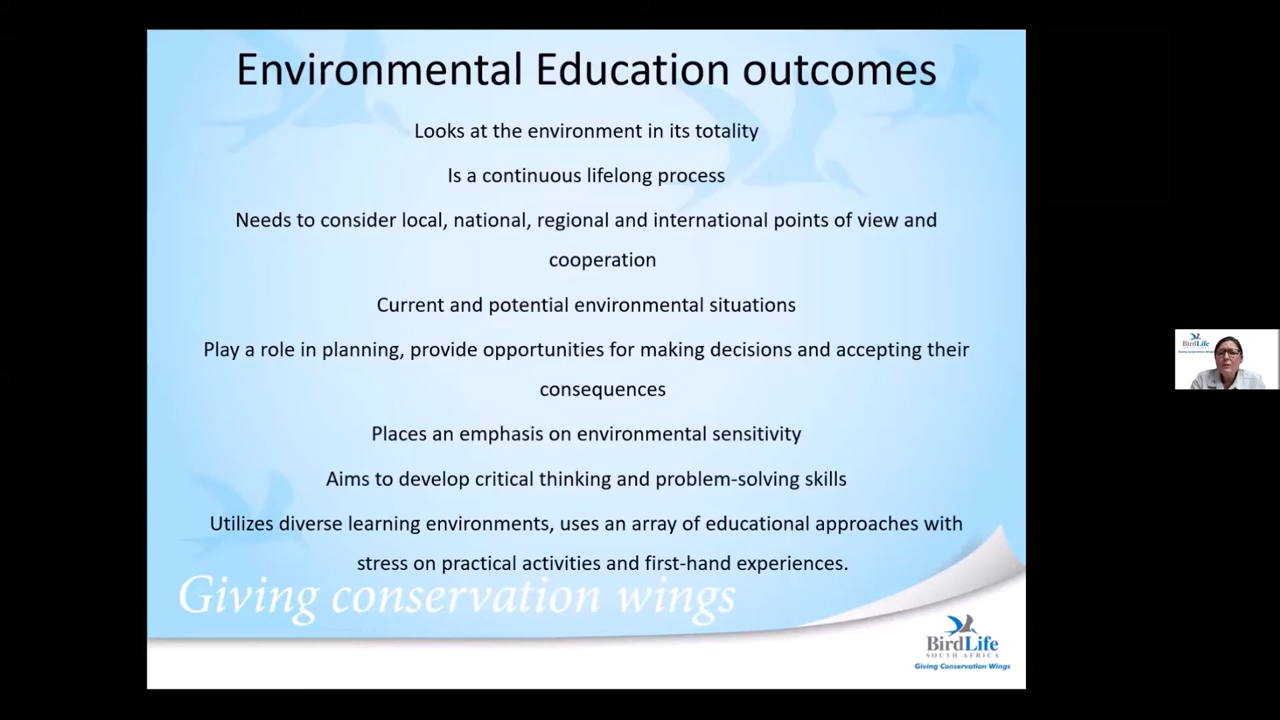 Environmental Education outcomes
Looks at the environment in its totality
Is a continuous lifelong process
Needs to consider local, national, regional and international points of view and
cooperation
Current and potential environmental situations
Play a role in planning, provide opportunities for making decisions and accepting their
consequences
Places an emphasis on environmental sensitivity
Aims to develop critical thinking and problem-solving skills
Utilizes diverse learning environments, uses an array of educational approaches with
stress on practical activities and first-hand experiences.
Giving conservation wings
BirdLife
SOUTH AFRICA
Giving Conservation Wings
BirdLife
Giving Conservation Wings